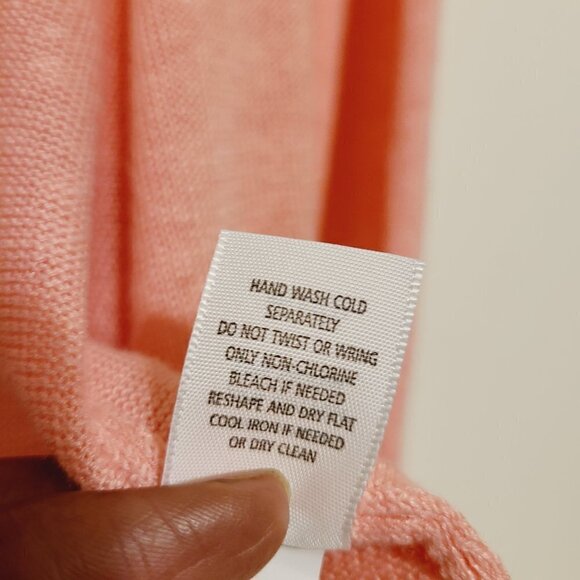 HAND WASH COLD
SEPARATELY
DO NOT TWIST OR WRING
ONLY NON-CHLORINE
BLEACH IF NEEDED
RESHAPE AND DRY FLAT
COOL IRON IF NEEDED
OR DRY CLEAN